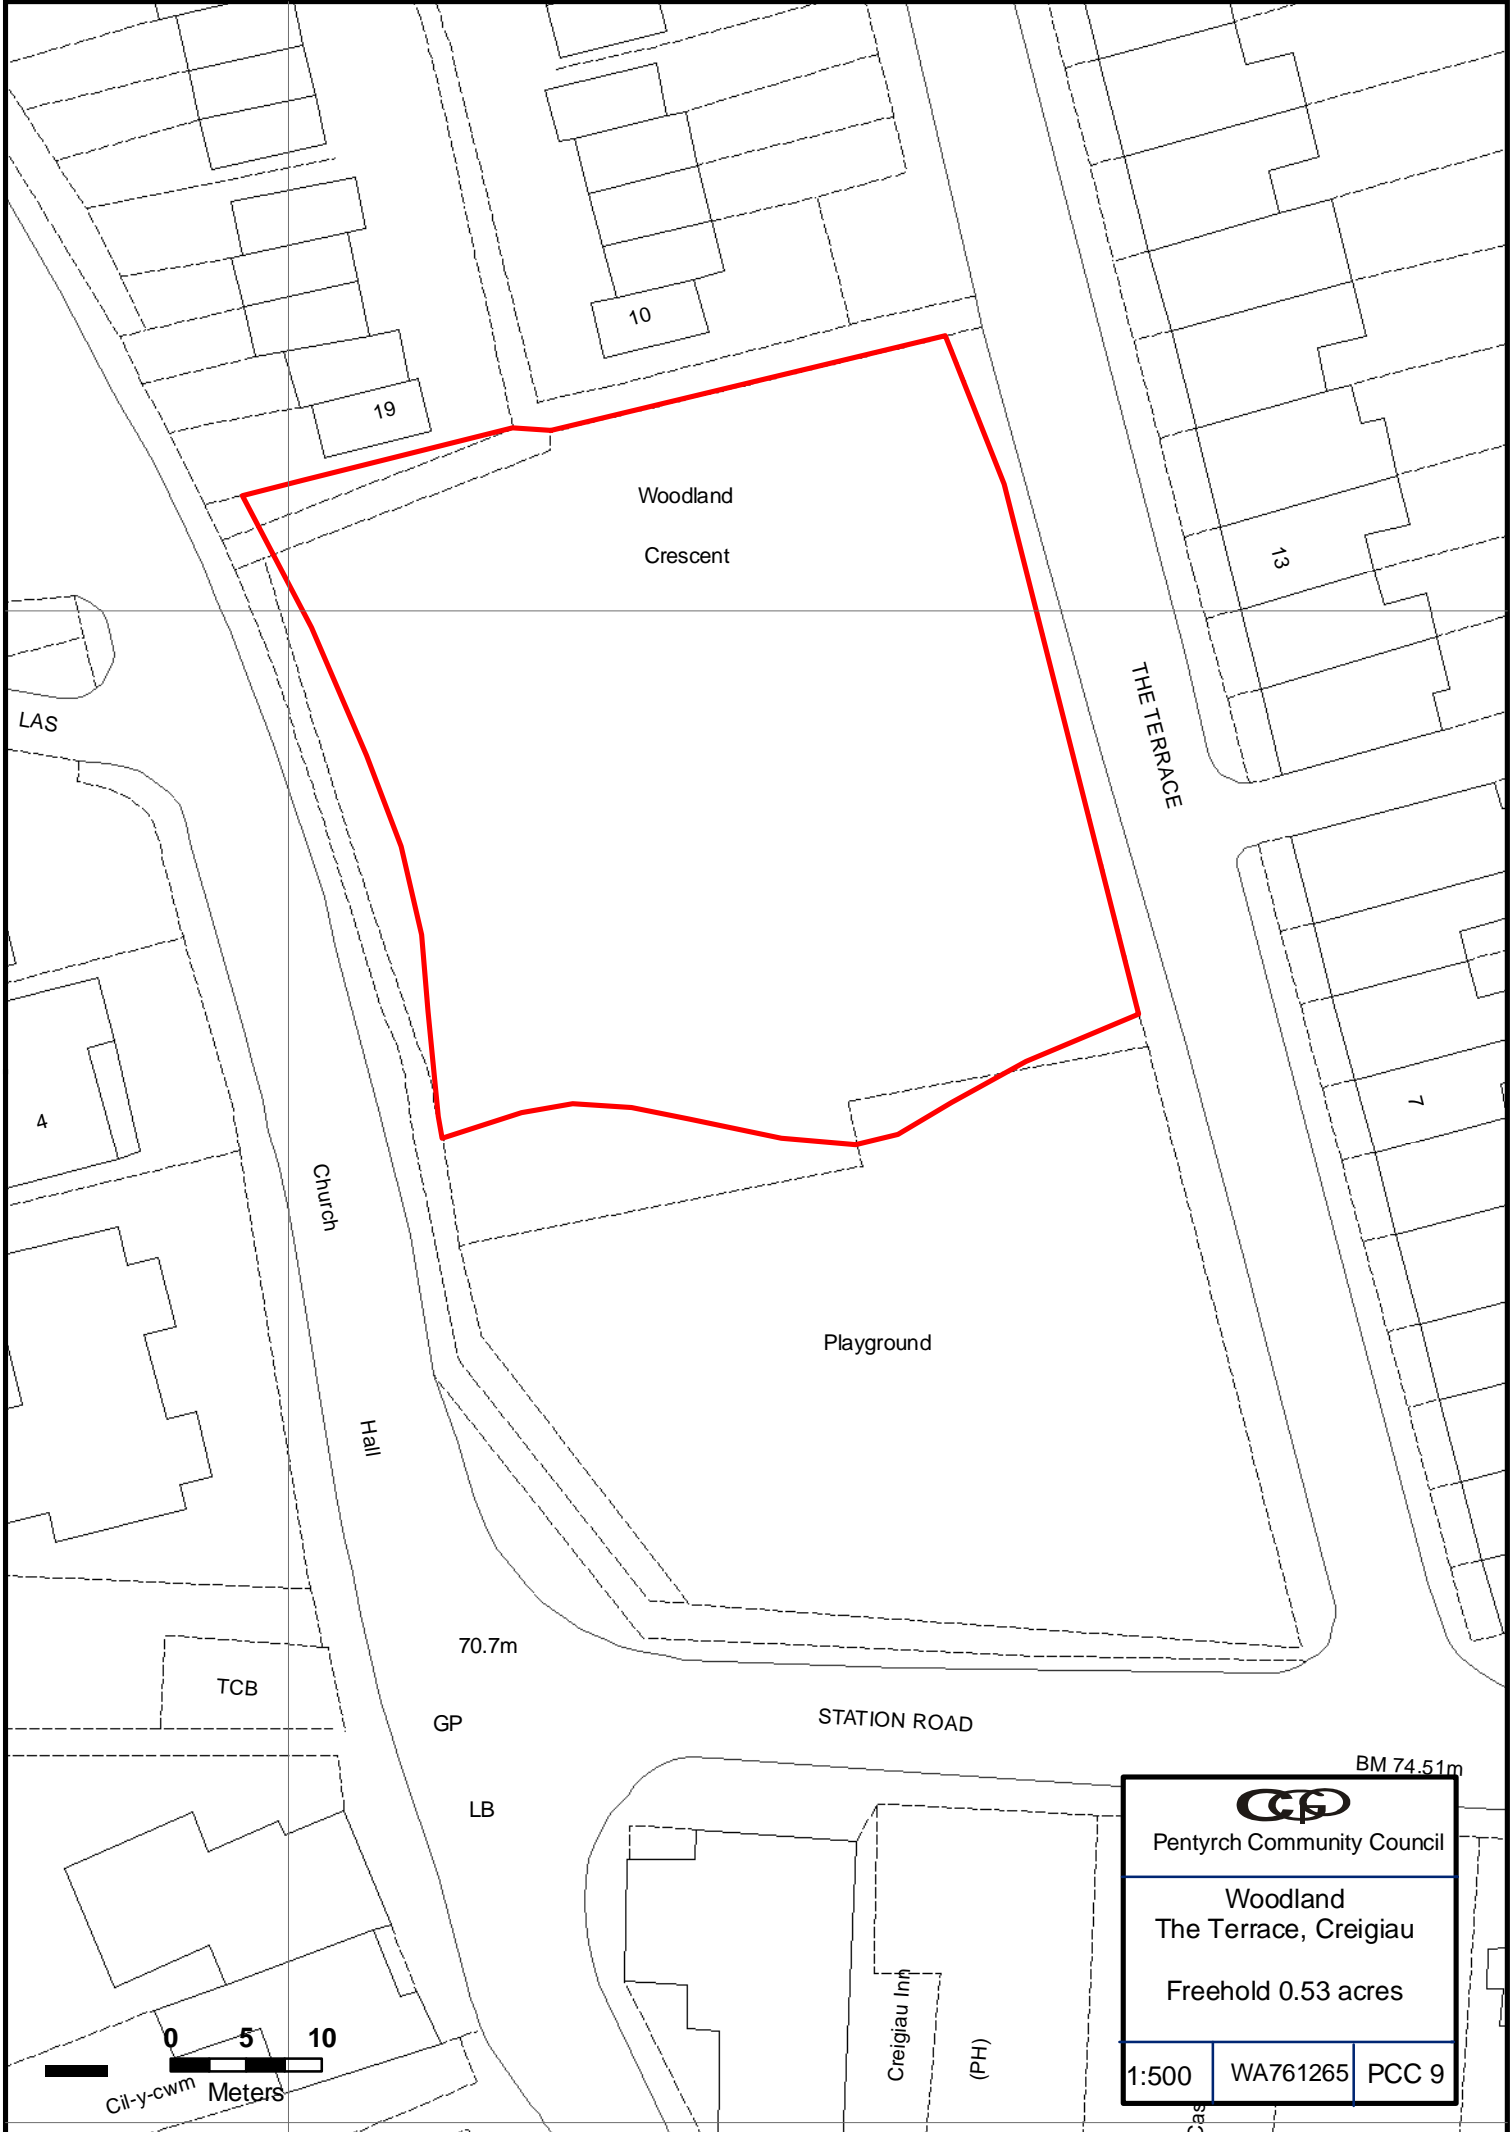 10
19
Woodland
Crescent
13
LAS
THE TERRACE
7
4
Church
Hall
Playground
70.7m
TCB
GP
STATION ROAD
LB
BM 74.51m
Pentyrch Community Council
Woodland
The Terrace, Creigiau
Freehold 0.53 acres
1:500 WA761265 PCC 9
Creigiau Inn
(PH)
0 5 10
Meters
Cil-y-cwm